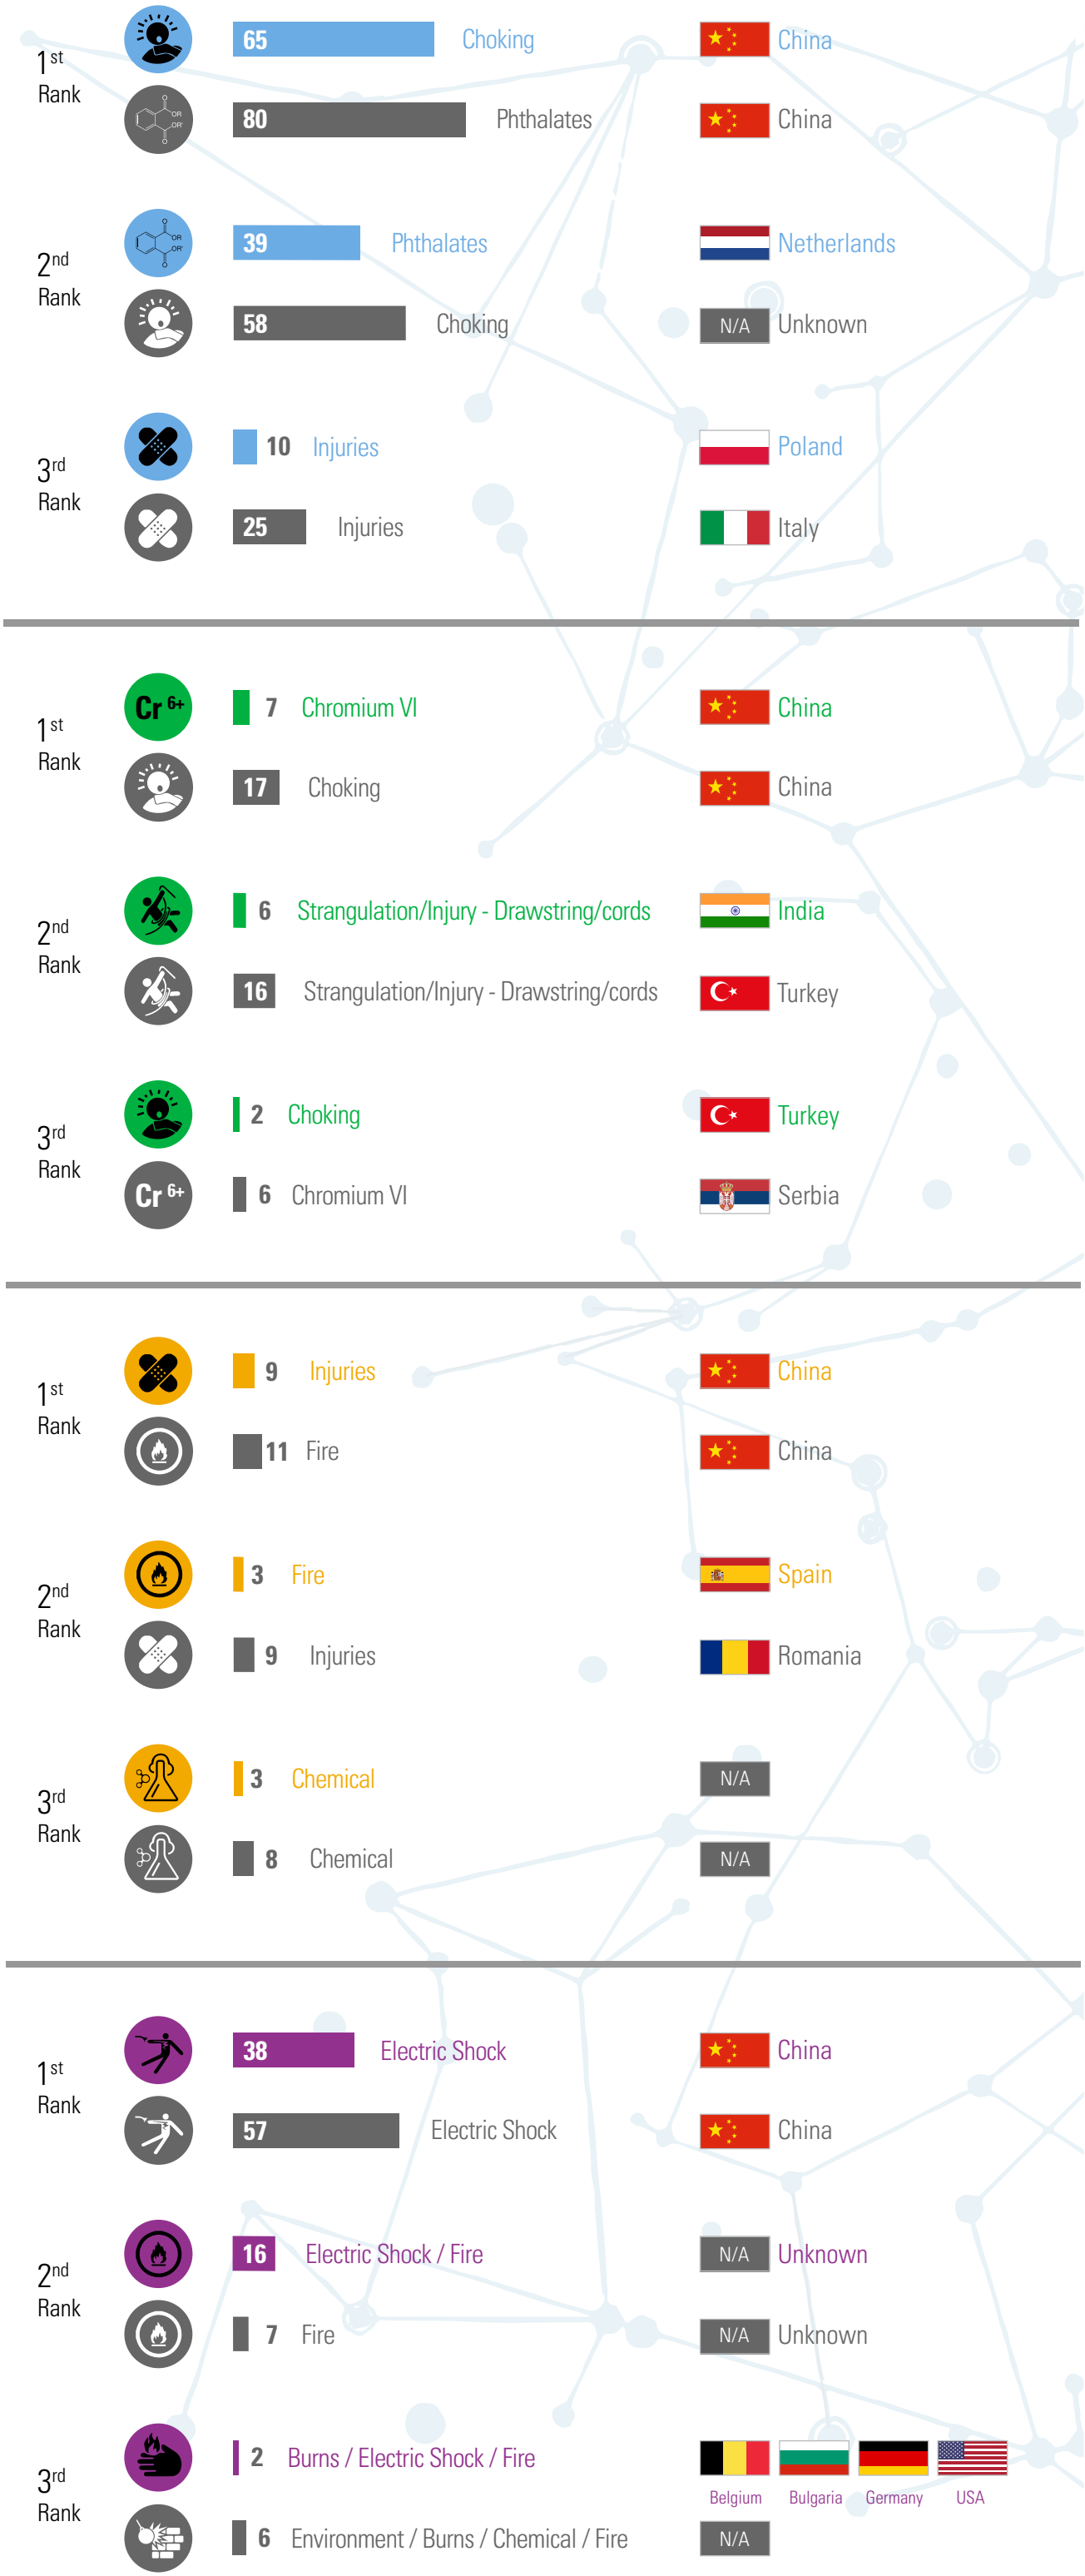 1st
Rank
65 Choking China
80 Phthalates China
2nd
Rank
39 Phthalates Netherlands
58 Choking N/A Unknown
3rd
Rank
10 Injuries Poland
25 Injuries Italy
1st
Rank
Cr 6+ 7 Chromium VI China
17 Choking China
2nd
Rank
6 Strangulation/Injury - Drawstring/cords India
16 Strangulation/Injury - Drawstring/cords Turkey
3rd
Rank
2 Choking Turkey
Cr 6+ 6 Chromium VI Serbia
1st
Rank
9 Injuries China
11 Fire China
2nd
Rank
3 Fire Spain
9 Injuries Romania
3rd
Rank
3 Chemical N/A
8 Chemical N/A
1st
Rank
38 Electric Shock China
57 Electric Shock China
2nd
Rank
16 Electric Shock / Fire N/A Unknown
7 Fire N/A Unknown
3rd
Rank
2 Burns / Electric Shock / Fire
Belgium Bulgaria Germany USA
6 Environment / Burns / Chemical / Fire N/A